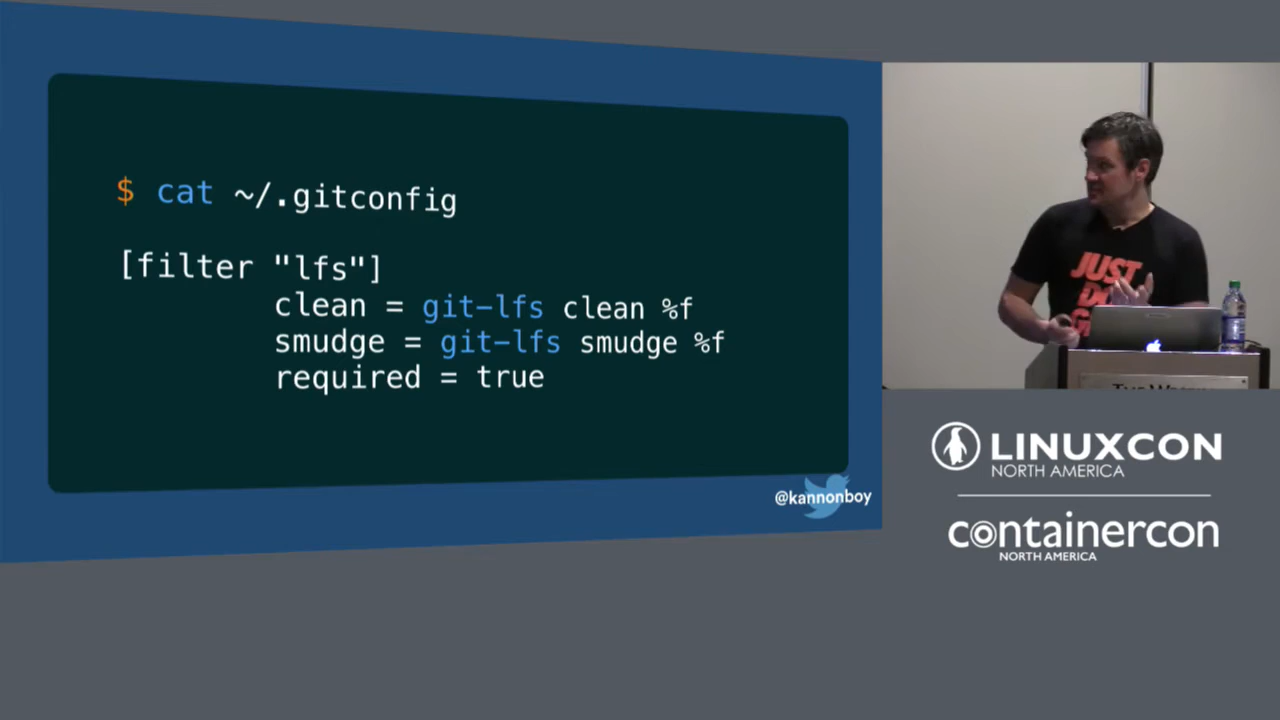 $ cat ~/.gitconfig
[filter "lfs"]
clean = git-lfs clean %f
smudge = git-lfs smudge %f
required = true
@kannonboy
JUST
LINUXCON
NORTH AMERICA
containercon
NORTH AMERICA